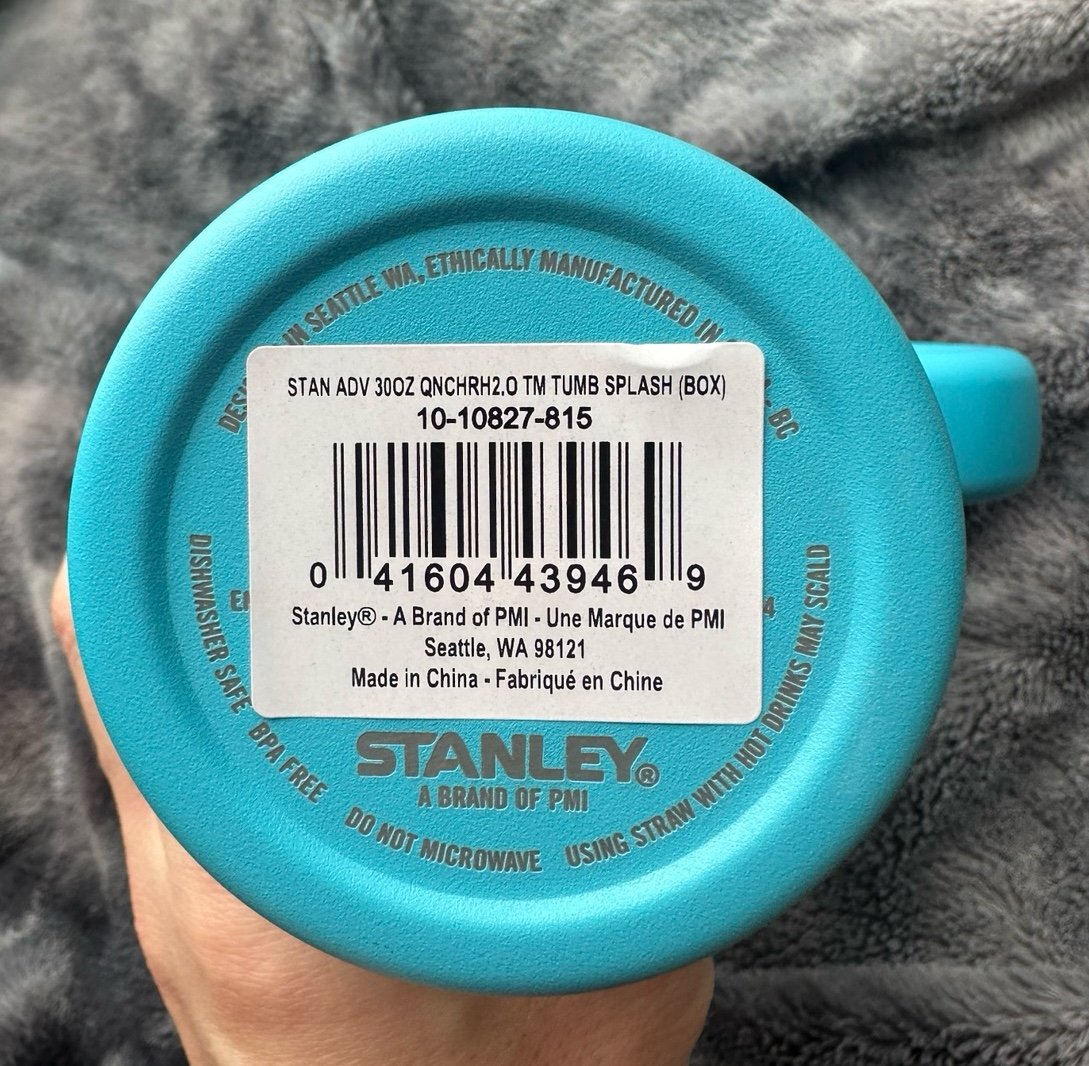 IN SEATTLE WA, ETHICALLY MANUFACTURED IN
BC
STAN ADV 30OZ QNCHRH2.O TM TUMB SPLASH (BOX)
10-10827-815
0 41604 43946 9
Stanley® - A Brand of PMI - Une Marque de PMI
Seattle, WA 98121
Made in China - Fabriqué en Chine
STANLEY®
A BRAND OF PMI
DISHWASHER SAFE BPA FREE DO NOT MICROWAVE USING STRAW WITH HOT DRINKS MAY SCALD